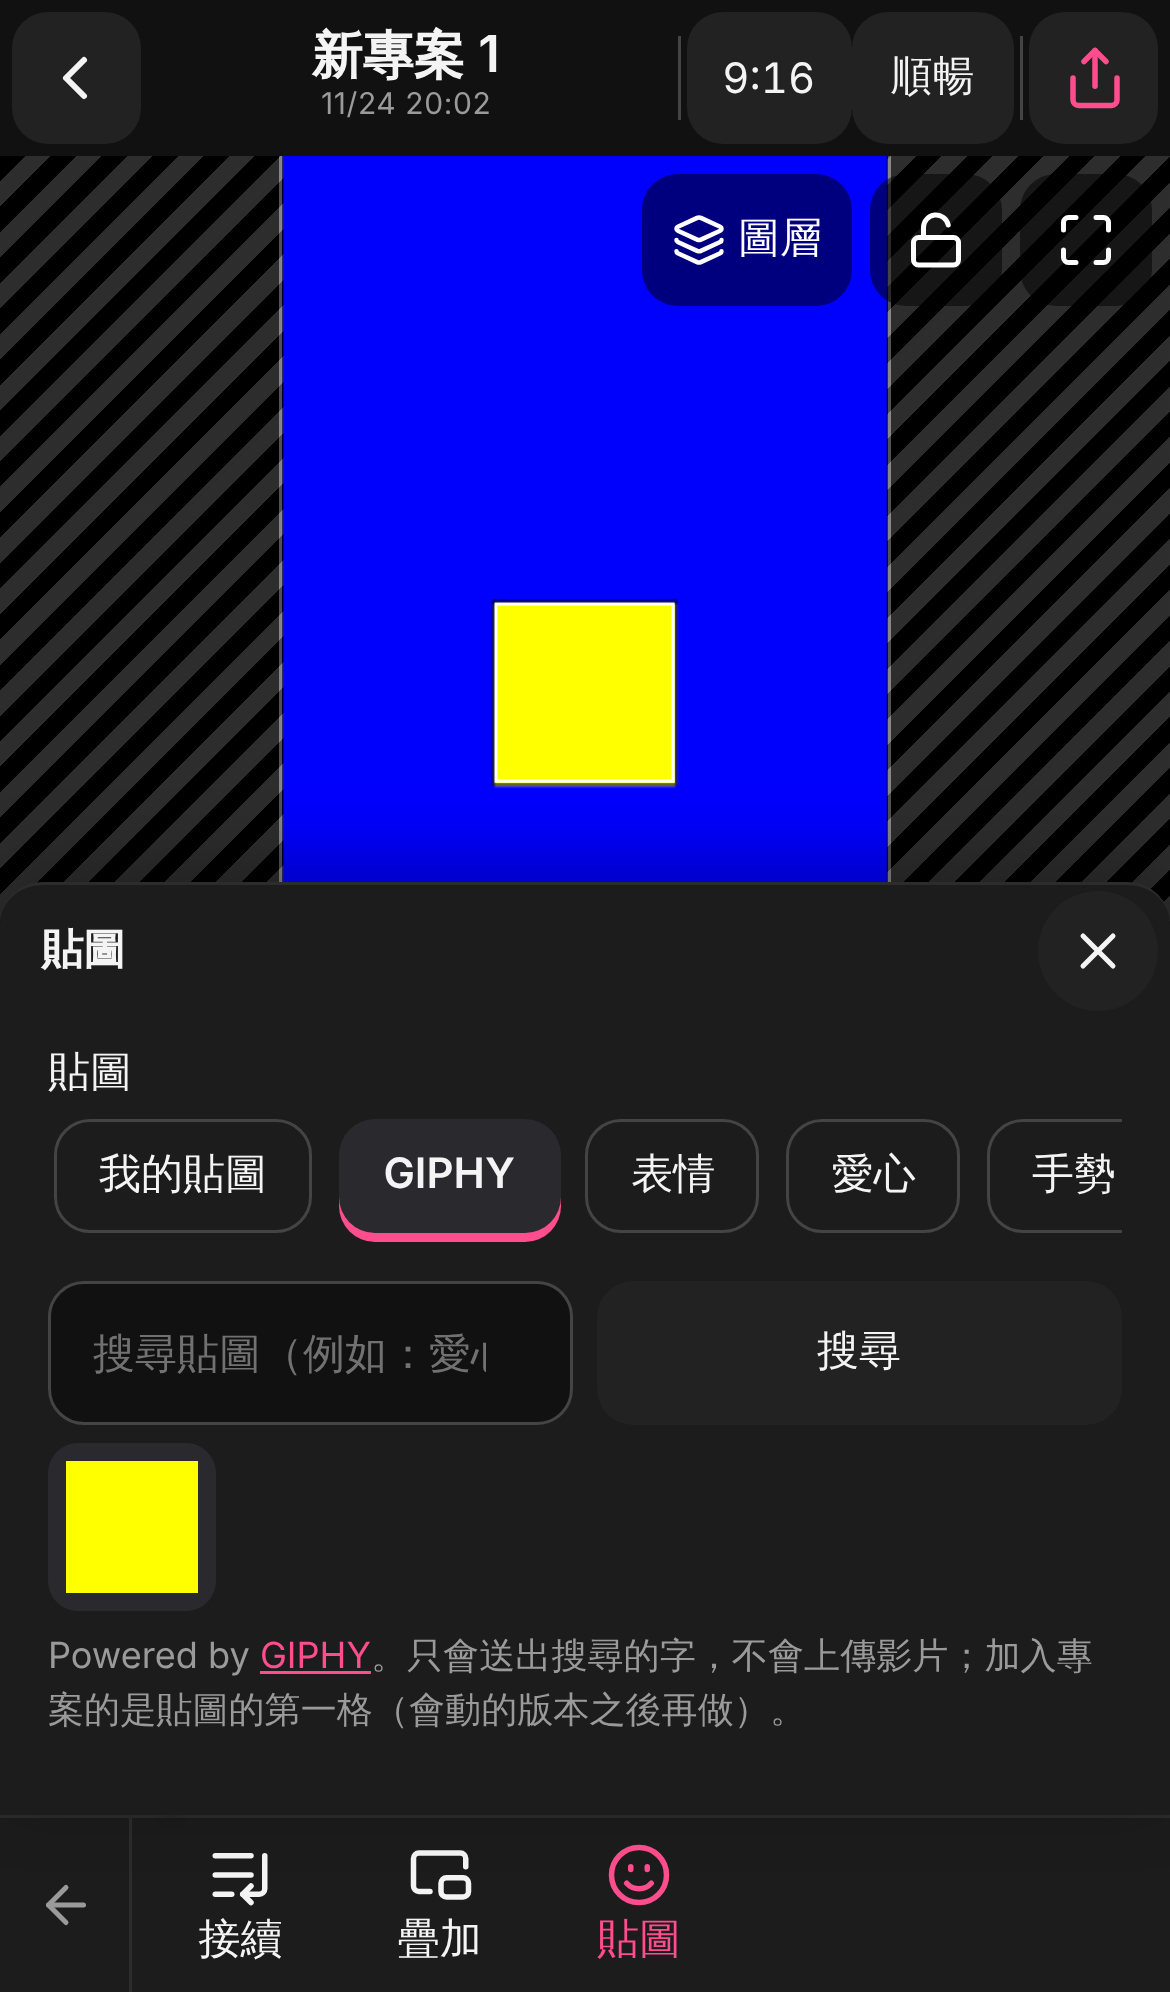 新專案 1
11/24 20:02
9:16
順暢
圖層
貼圖
貼圖
我的貼圖
GIPHY
表情
愛心
手勢
搜尋貼圖（例如：愛
搜尋
Powered by GIPHY。只會送出搜尋的字，不會上傳影片；加入專
案的是貼圖的第一格（會動的版本之後再做）。
接續
疊加
貼圖